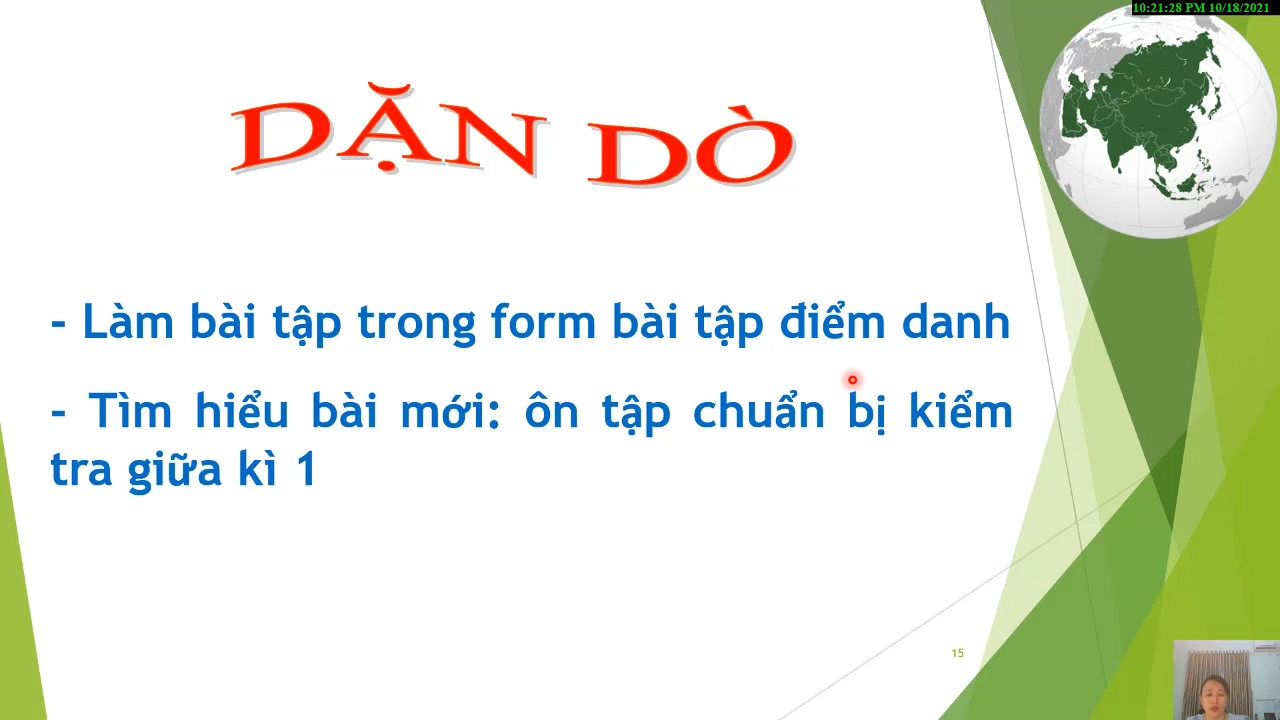 10:21:28 PM 10/18/2021
DẶN DÒ
- Làm bài tập trong form bài tập điểm danh
- Tìm hiểu bài mới: ôn tập chuẩn bị kiểm
tra giữa kì 1
15